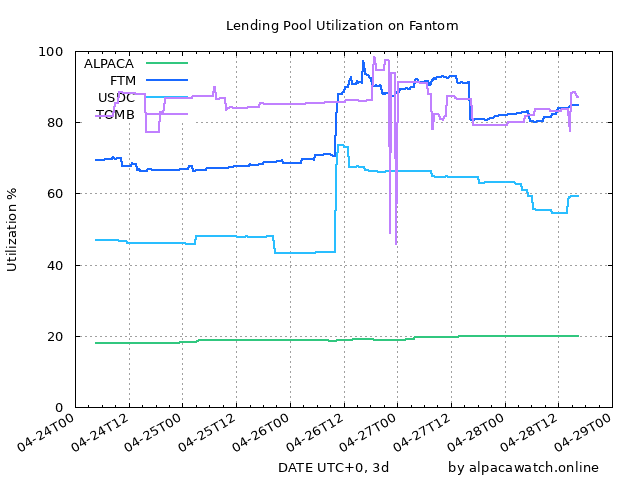 Lending Pool Utilization on Fantom
100
80
60
40
20
0
Utilization %
ALPACA
FTM
USDC
TOMB
04-24T00
04-24T12
04-25T00
04-25T12
04-26T00
04-26T12
04-27T00
04-27T12
04-28T00
04-28T12
04-29T00
DATE UTC+0, 3d
by alpacawatch.online